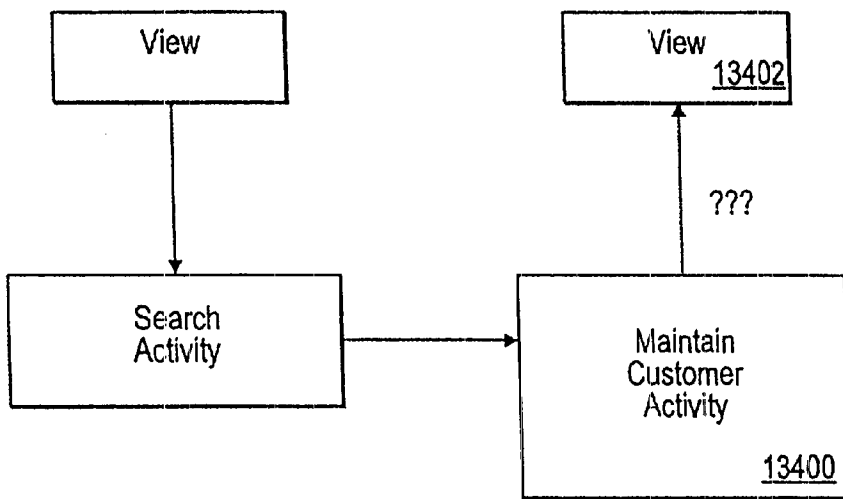 View
View
13402
???
Search
Activity
Maintain
Customer
Activity
13400